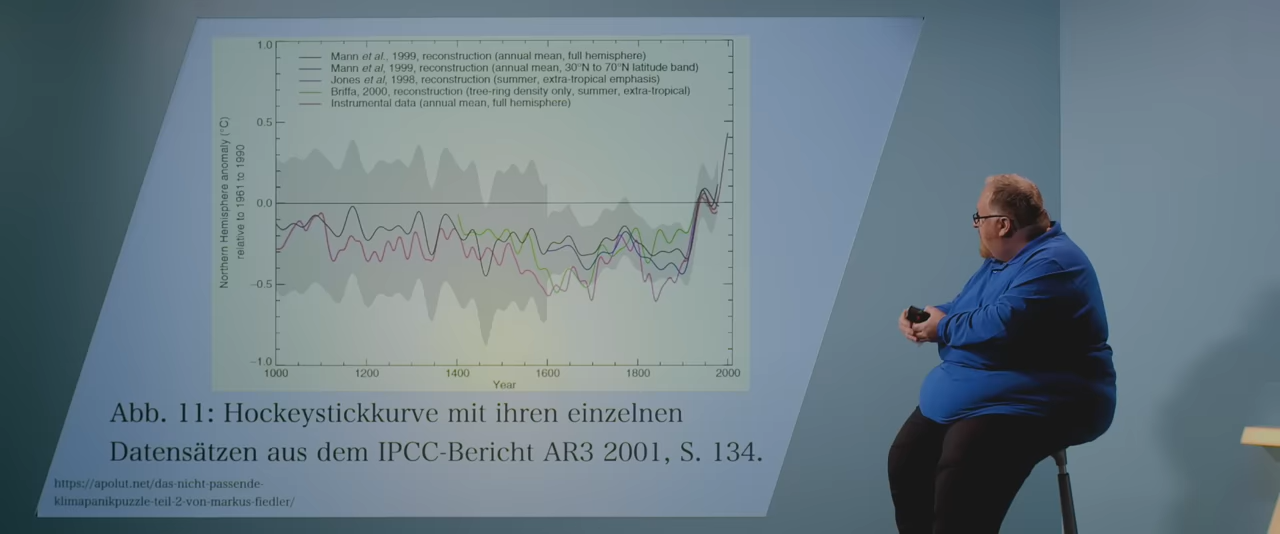 Mann et al., 1999, reconstruction (annual mean, full hemisphere)
Mann et al, 1999, reconstruction (annual mean, 30°N to 70°N latitude band)
Jones et al, 1998, reconstruction (summer, extra-tropical emphasis)
Briffa, 2000, reconstruction (tree-ring density only, summer, extra-tropical)
Instrumental data (annual mean, full hemisphere)
Northern Hemisphere anomaly (°C)
relative to 1961 to 1990
1.0
0.5
0.0
−0.5
−1.0
1000 1200 1400 1600 1800 2000
Year
Abb. 11: Hockeystickkurve mit ihren einzelnen
Datensätzen aus dem IPCC-Bericht AR3 2001, S. 134.
https://apolut.net/das-nicht-passende-
klimapanikpuzzle-teil-2-von-markus-fiedler/